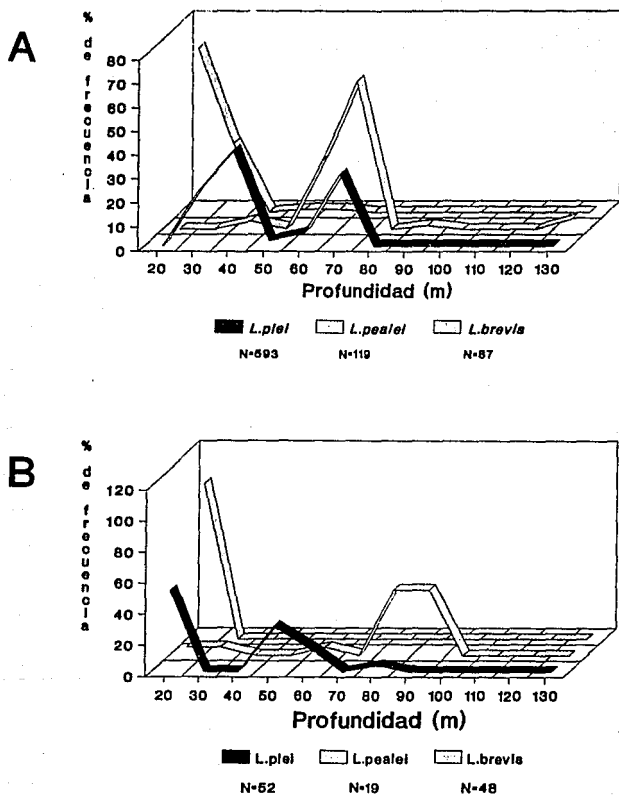 A
% de frecuencia
80
70
60
50
40
30
20
10
0
20 30 40 50 60 70 80 90 100 110 120 130
Profundidad (m)
L.plei L.pealei L.brevis
N=593 N=119 N=87
B
% de frecuencia
120
100
80
60
40
20
0
20 30 40 50 60 70 80 90 100 110 120 130
Profundidad (m)
L.plei L.pealei L.brevis
N=52 N=19 N=48